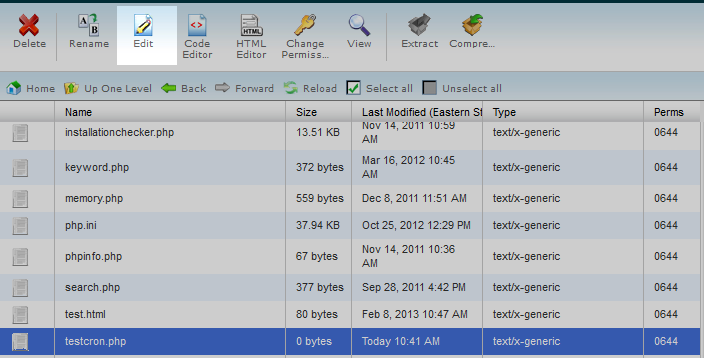 Delete Rename Edit Code Editor HTML Editor Change Permiss... View Extract Compre...
Home Up One Level Back Forward Reload Select all Unselect all
Name Size Last Modified (Eastern St Type Perms
installationchecker.php 13.51 KB Nov 14, 2011 10:59 AM text/x-generic 0644
keyword.php 372 bytes Mar 16, 2012 10:45 AM text/x-generic 0644
memory.php 559 bytes Dec 8, 2011 11:51 AM text/x-generic 0644
php.ini 37.94 KB Oct 25, 2012 12:29 PM text/x-generic 0644
phpinfo.php 67 bytes Nov 14, 2011 10:36 AM text/x-generic 0644
search.php 377 bytes Sep 28, 2011 4:42 PM text/x-generic 0644
test.html 80 bytes Feb 8, 2013 10:47 AM text/x-generic 0644
testcron.php 0 bytes Today 10:41 AM text/x-generic 0644